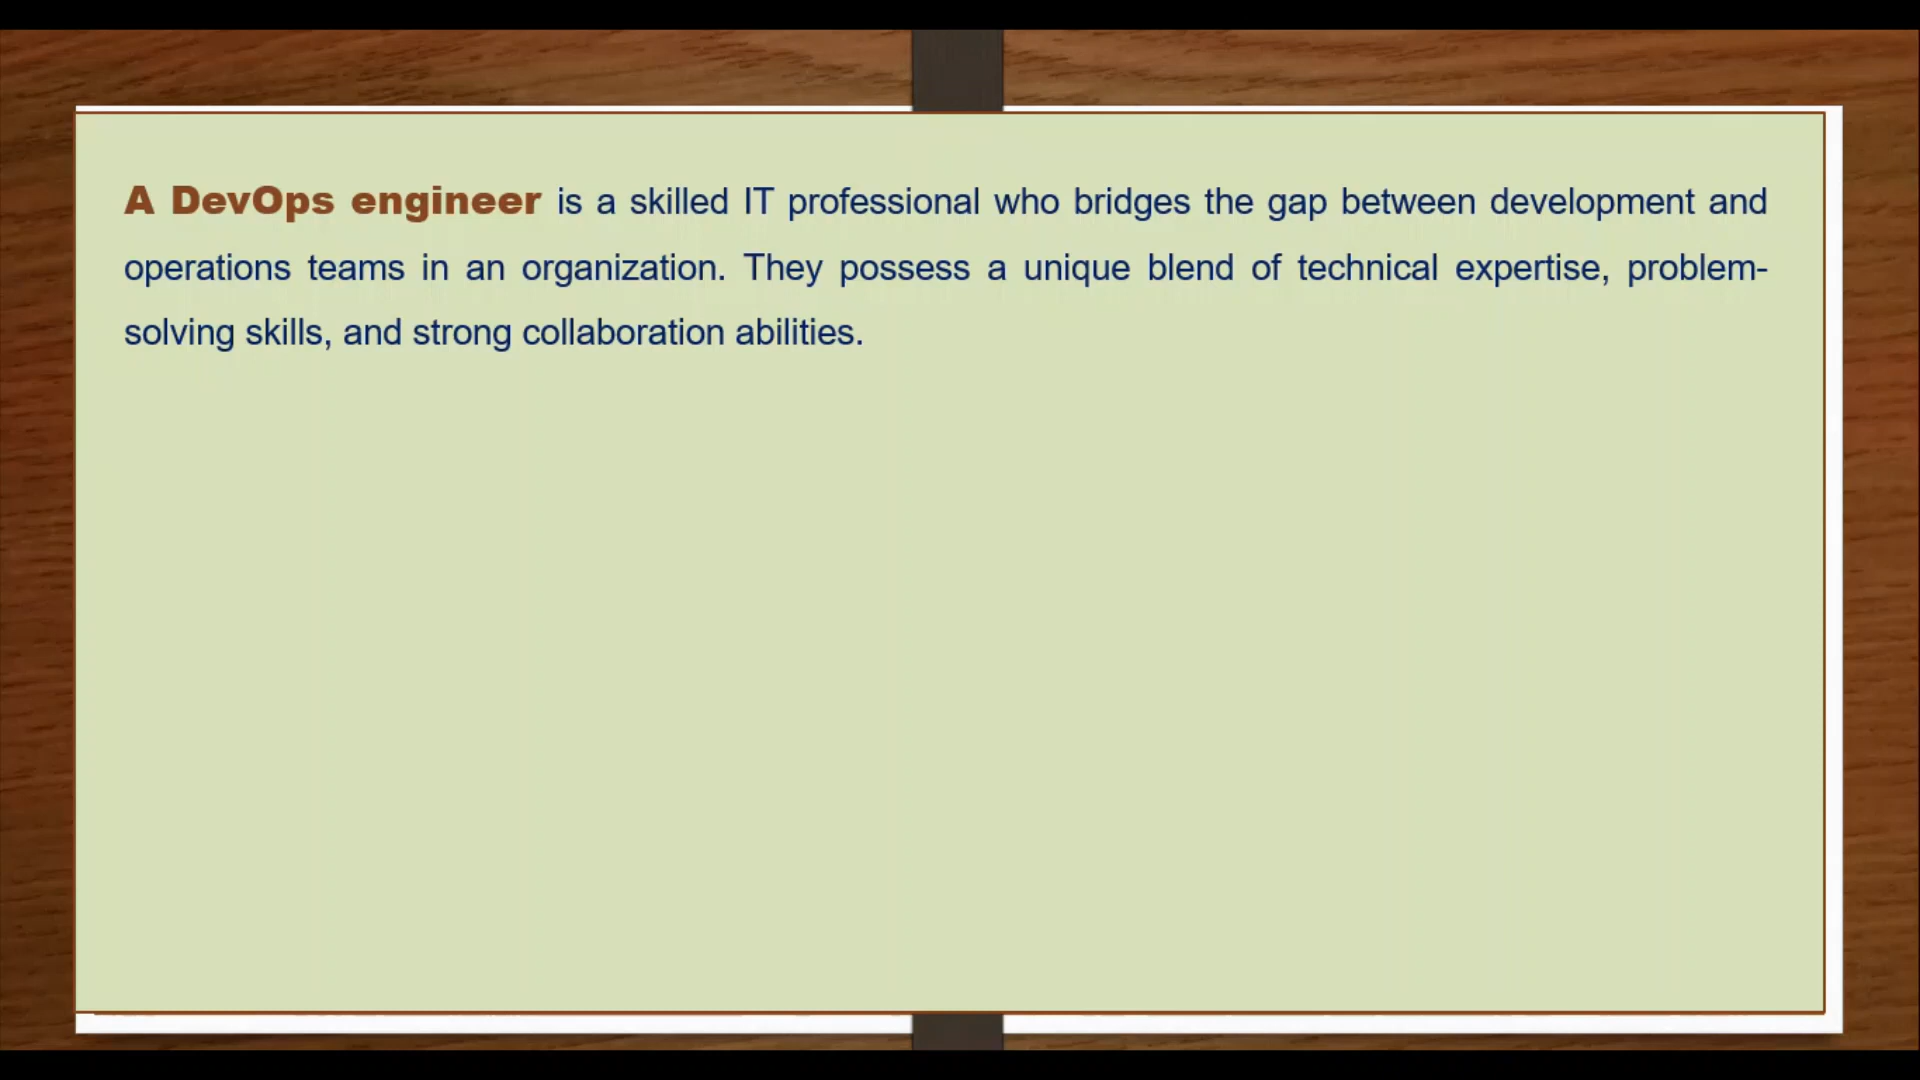 A DevOps engineer is a skilled IT professional who bridges the gap between development and
operations teams in an organization. They possess a unique blend of technical expertise, problem-
solving skills, and strong collaboration abilities.